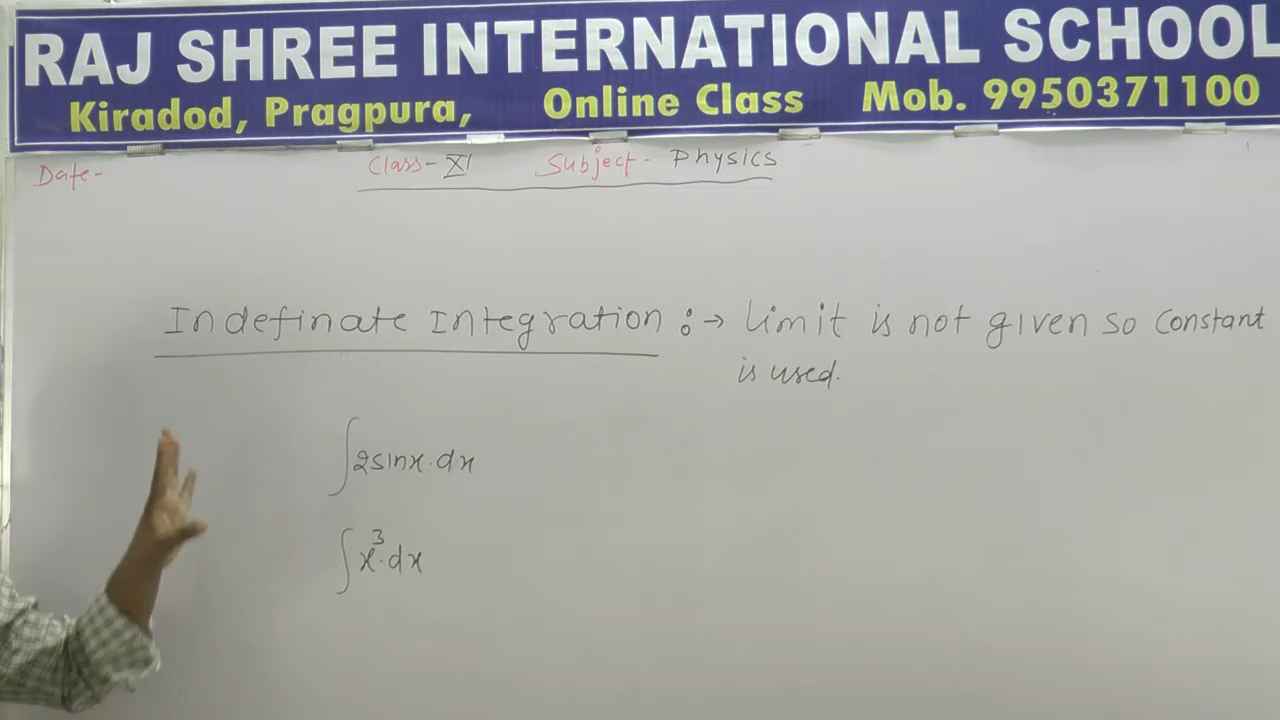 RAJ SHREE INTERNATIONAL SCHOOL
Kiradod, Pragpura, Online Class Mob. 9950371100
Date- Class- XI Subject- Physics
Indefinate Integration :→ limit is not given so constant
is used.
∫2sinx.dx
∫x³.dx